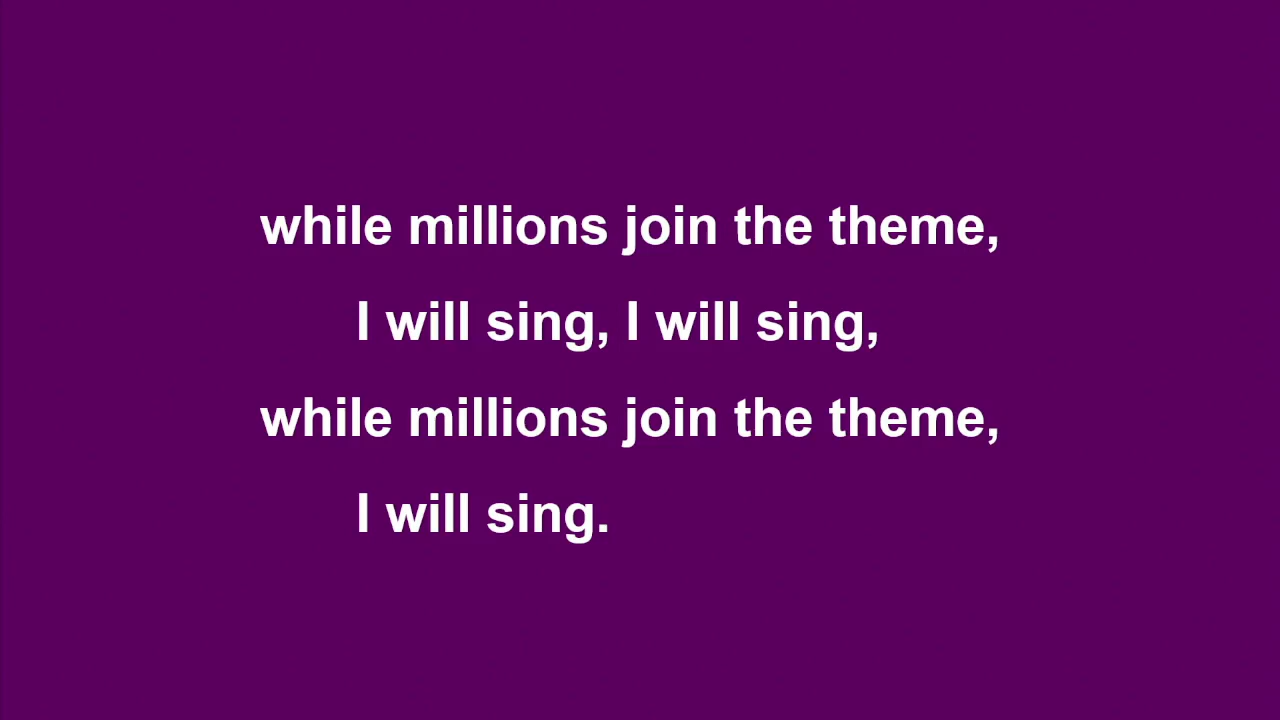 while millions join the theme,
I will sing, I will sing,
while millions join the theme,
I will sing.